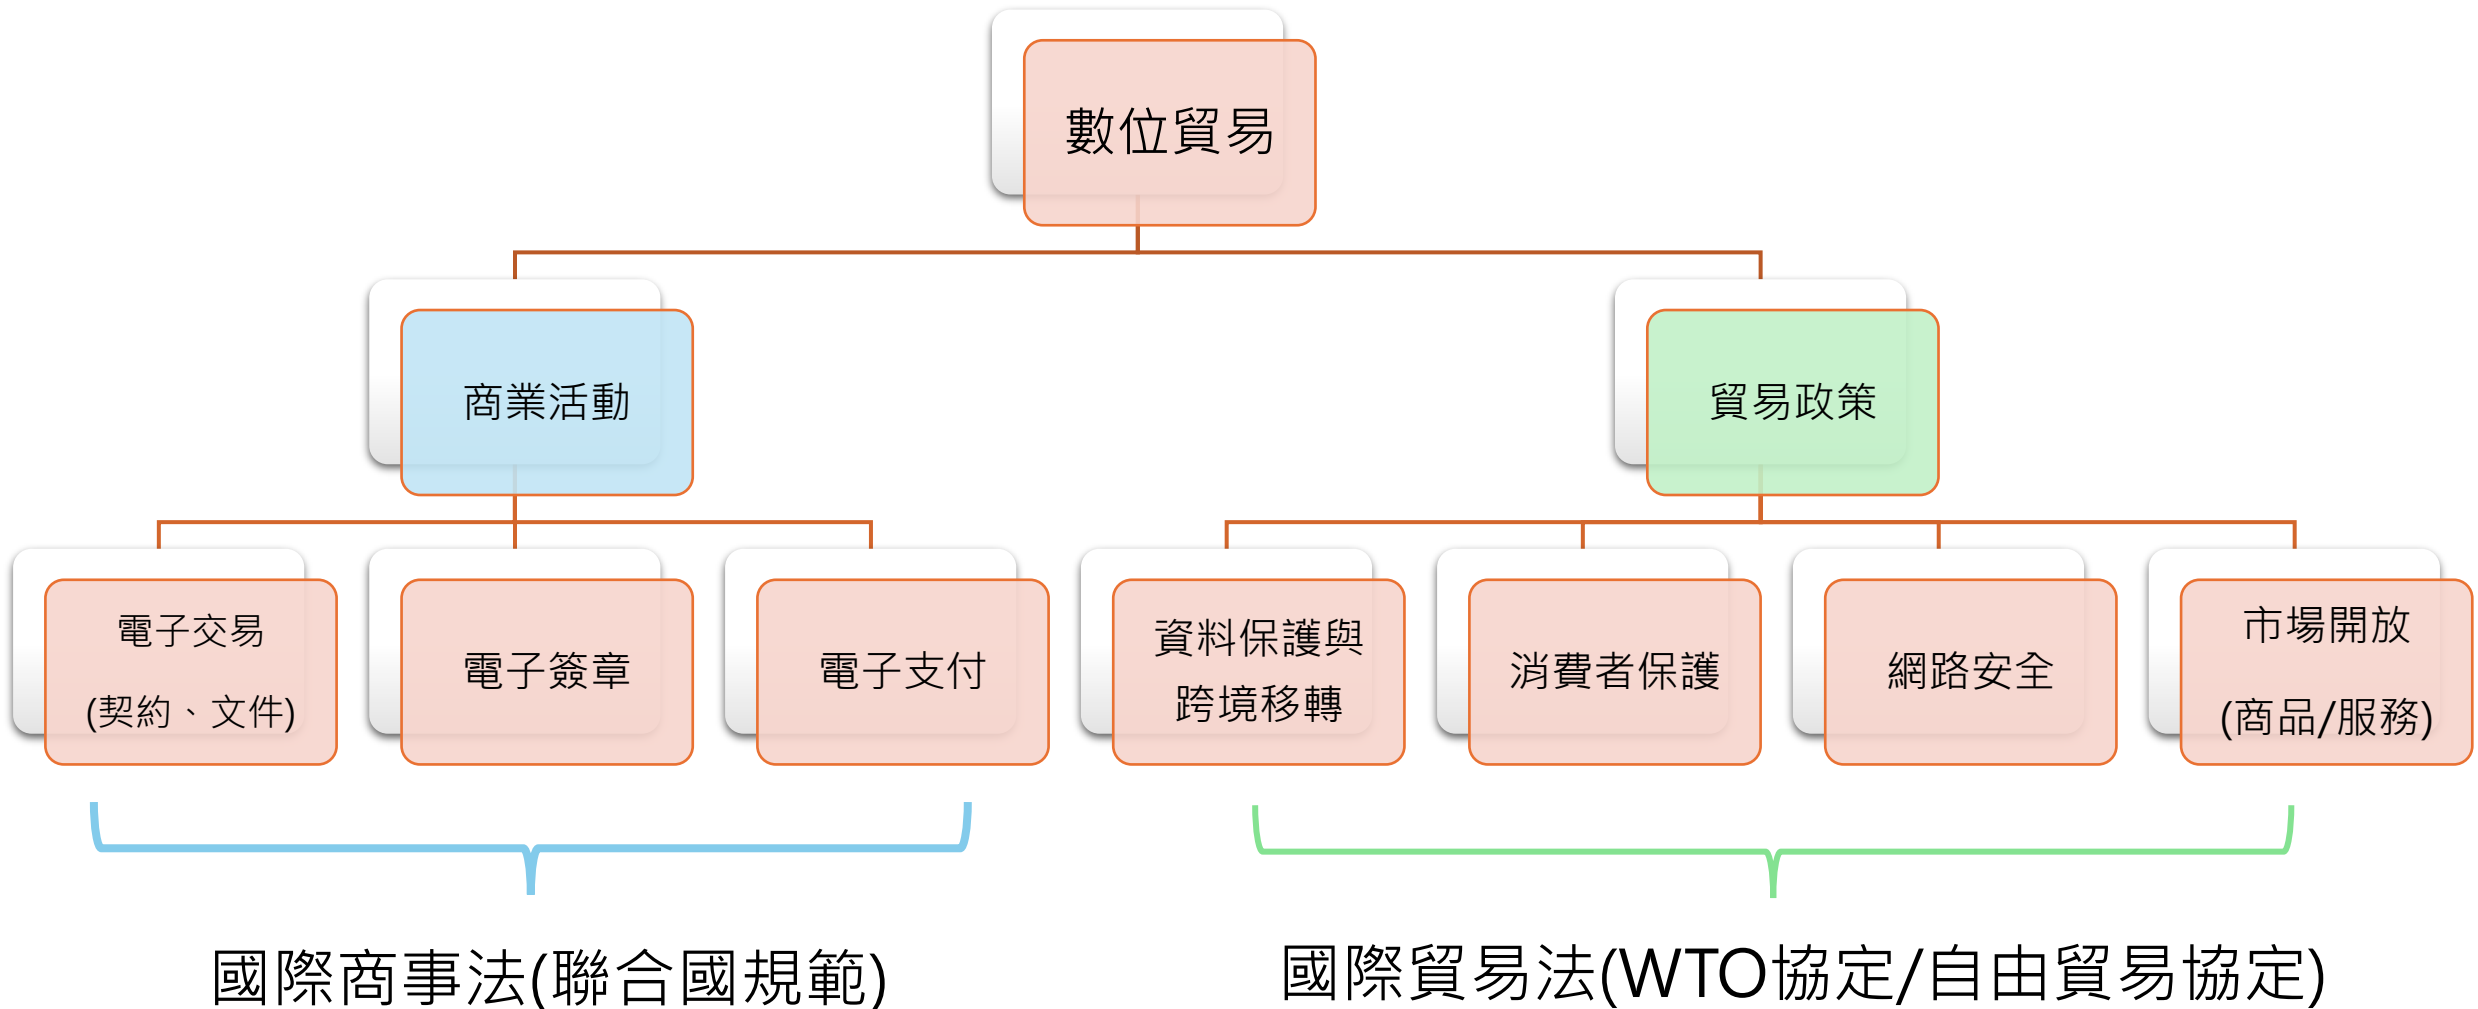 數位貿易
商業活動
貿易政策
電子交易
(契約、文件)
電子簽章
電子支付
資料保護與
跨境移轉
消費者保護
網路安全
市場開放
(商品/服務)
國際商事法(聯合國規範)
國際貿易法(WTO協定/自由貿易協定)